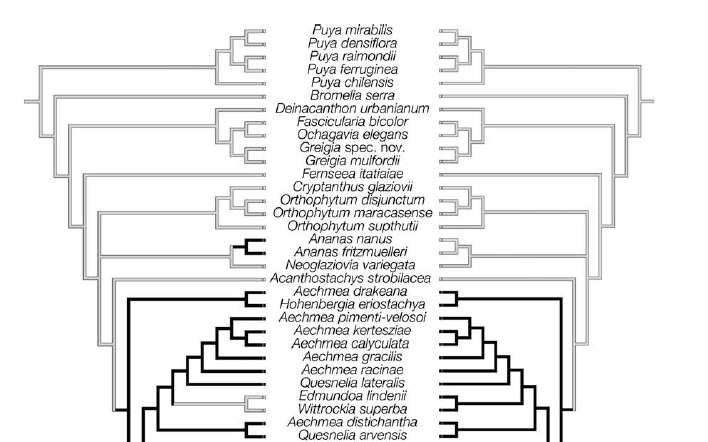 Puya mirabilis
Puya densiflora
Puya raimondii
Puya ferruginea
Puya chilensis
Bromelia serra
Deinacanthon urbanianum
Fascicularia bicolor
Ochagavia elegans
Greigia spec. nov.
Greigia mulfordii
Fernseea itatiaiae
Cryptanthus glaziovii
Orthophytum disjunctum
Orthophytum maracasense
Orthophytum supthutii
Ananas nanus
Ananas fritzmuelleri
Neoglaziovia variegata
Acanthostachys strobilacea
Aechmea drakeana
Hohenbergia eriostachya
Aechmea pimenti-velosoi
Aechmea kertesziae
Aechmea calyculata
Aechmea gracilis
Aechmea racinae
Quesnelia lateralis
Edmundoa lindenii
Wittrockia superba
Aechmea distichantha
Quesnelia arvensis